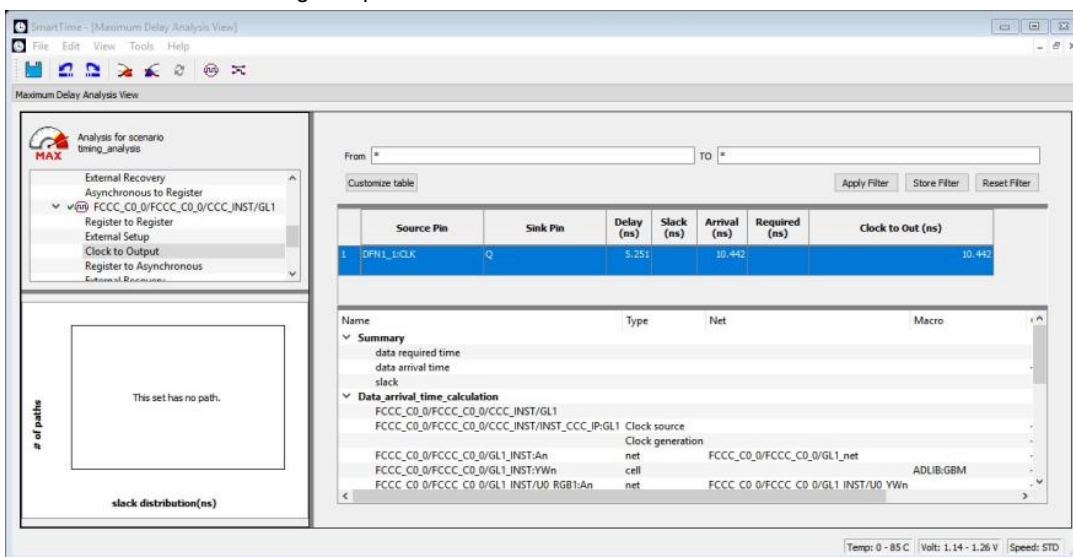 SmartTime - [Maximum Delay Analysis View]
File Edit View Tools Help
Maximum Delay Analysis View
MAX
Analysis for scenario
timing_analysis
External Recovery
Asynchronous to Register
FCCC_C0_0/FCCC_C0_0/CCC_INST/GL1
Register to Register
External Setup
Clock to Output
Register to Asynchronous
External Recovery
# of paths
This set has no path.
slack distribution(ns)
From * TO *
Customize table Apply Filter Store Filter Reset Filter
Source Pin Sink Pin Delay (ns) Slack (ns) Arrival (ns) Required (ns) Clock to Out (ns)
1 DFN1_1:CLK Q 5.251 10.442 10.442
Name Type Net Macro
Summary
data required time
data arrival time
slack
Data_arrival_time_calculation
FCCC_C0_0/FCCC_C0_0/CCC_INST/GL1
FCCC_C0_0/FCCC_C0_0/CCC_INST/INST_CCC_IP:GL1 Clock source
Clock generation
FCCC_C0_0/FCCC_C0_0/GL1_INST:An net FCCC_C0_0/FCCC_C0_0/GL1_net
FCCC_C0_0/FCCC_C0_0/GL1_INST:YWn cell ADLIB:GBM
FCCC_C0_0/FCCC_C0_0/GL1_INST/U0_RGB1:An net FCCC_C0_0/FCCC_C0_0/GL1_INST/U0_YWn
Temp: 0 - 85 C Volt: 1.14 - 1.26 V Speed: STD